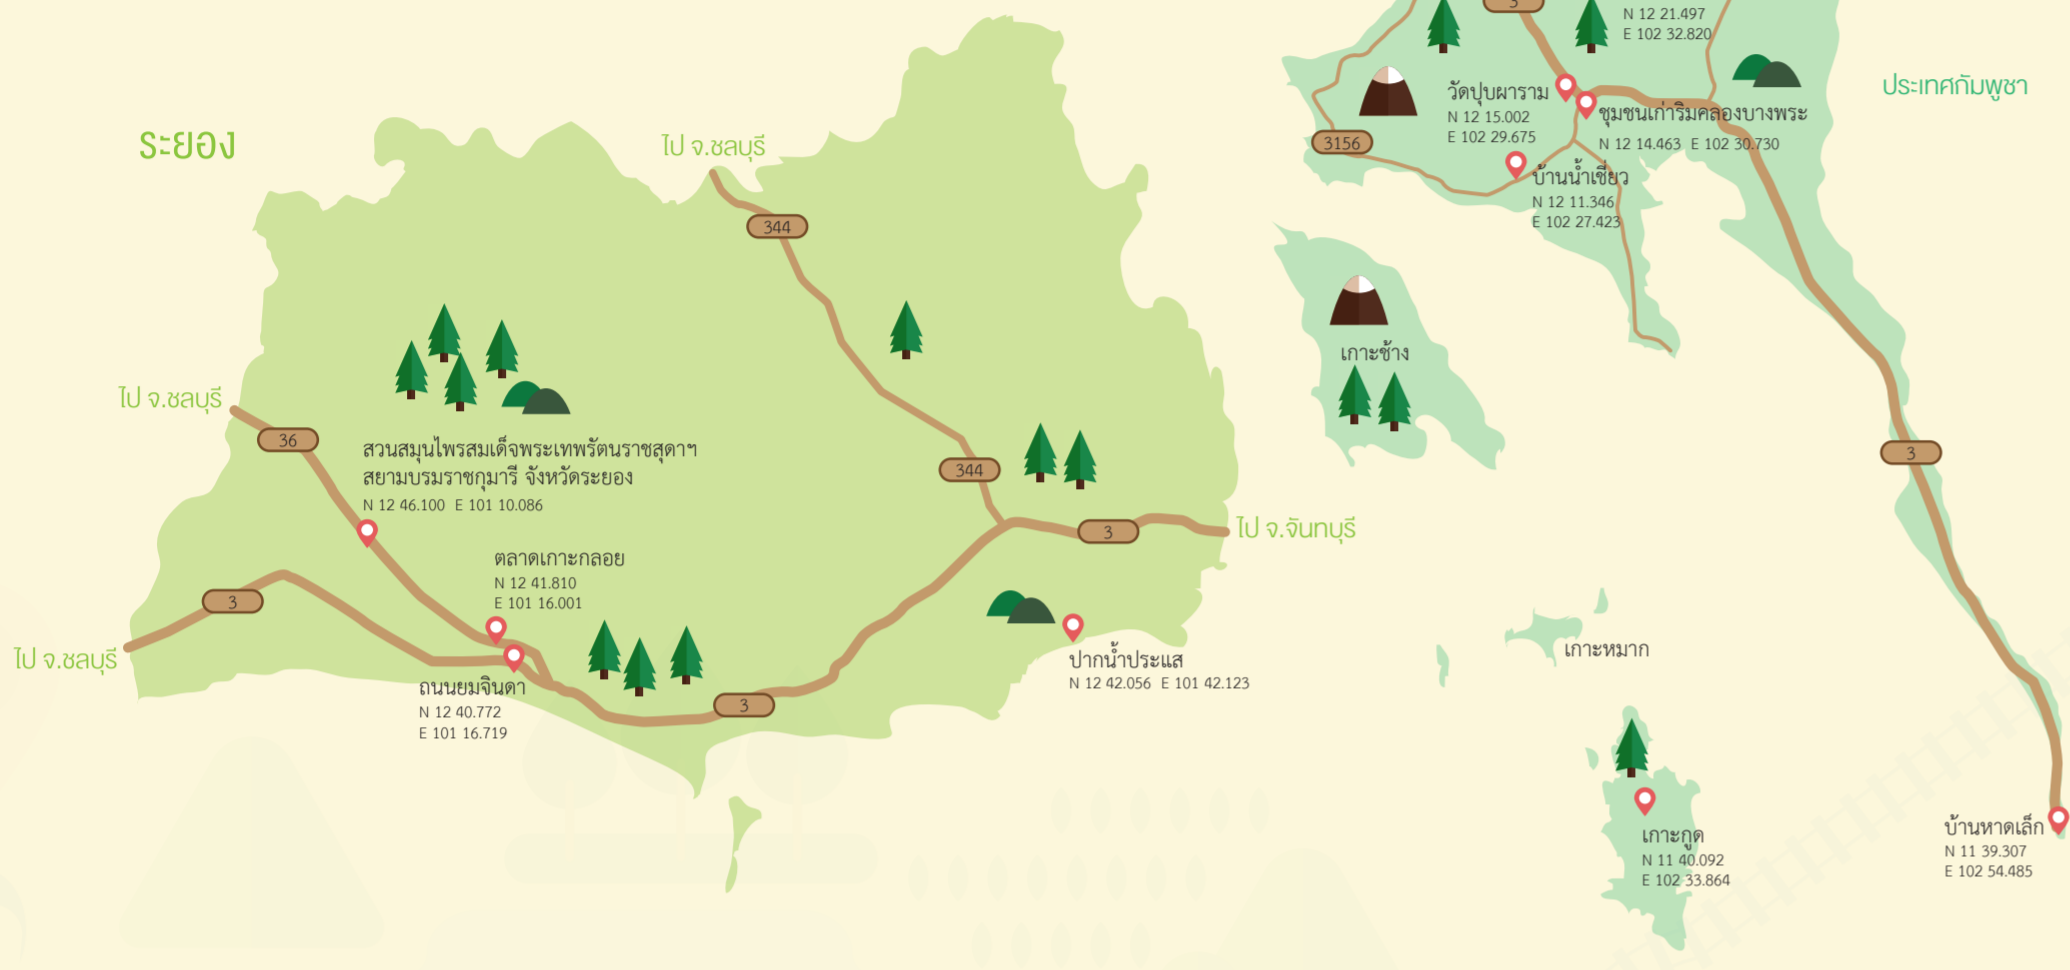 ระยอง
ไป จ.ชลบุรี
344
36
ไป จ.ชลบุรี
สวนสมุนไพรสมเด็จพระเทพรัตนราชสุดาฯ
สยามบรมราชกุมารี จังหวัดระยอง
N 12 46.100 E 101 10.086
344
3
ไป จ.จันทบุรี
ตลาดเกาะกลอย
N 12 41.810
E 101 16.001
3
ไป จ.ชลบุรี
ถนนยมจินดา
N 12 40.772
E 101 16.719
3
ปากน้ำประแส
N 12 42.056 E 101 42.123
3
N 12 21.497
E 102 32.820
ประเทศกัมพูชา
วัดปุบผาราม
N 12 15.002
E 102 29.675
ชุมชนเก่าริมคลองบางพระ
N 12 14.463 E 102 30.730
3156
บ้านน้ำเชี่ยว
N 12 11.346
E 102 27.423
เกาะช้าง
3
เกาะหมาก
เกาะกูด
N 11 40.092
E 102 33.864
บ้านหาดเล็ก
N 11 39.307
E 102 54.485